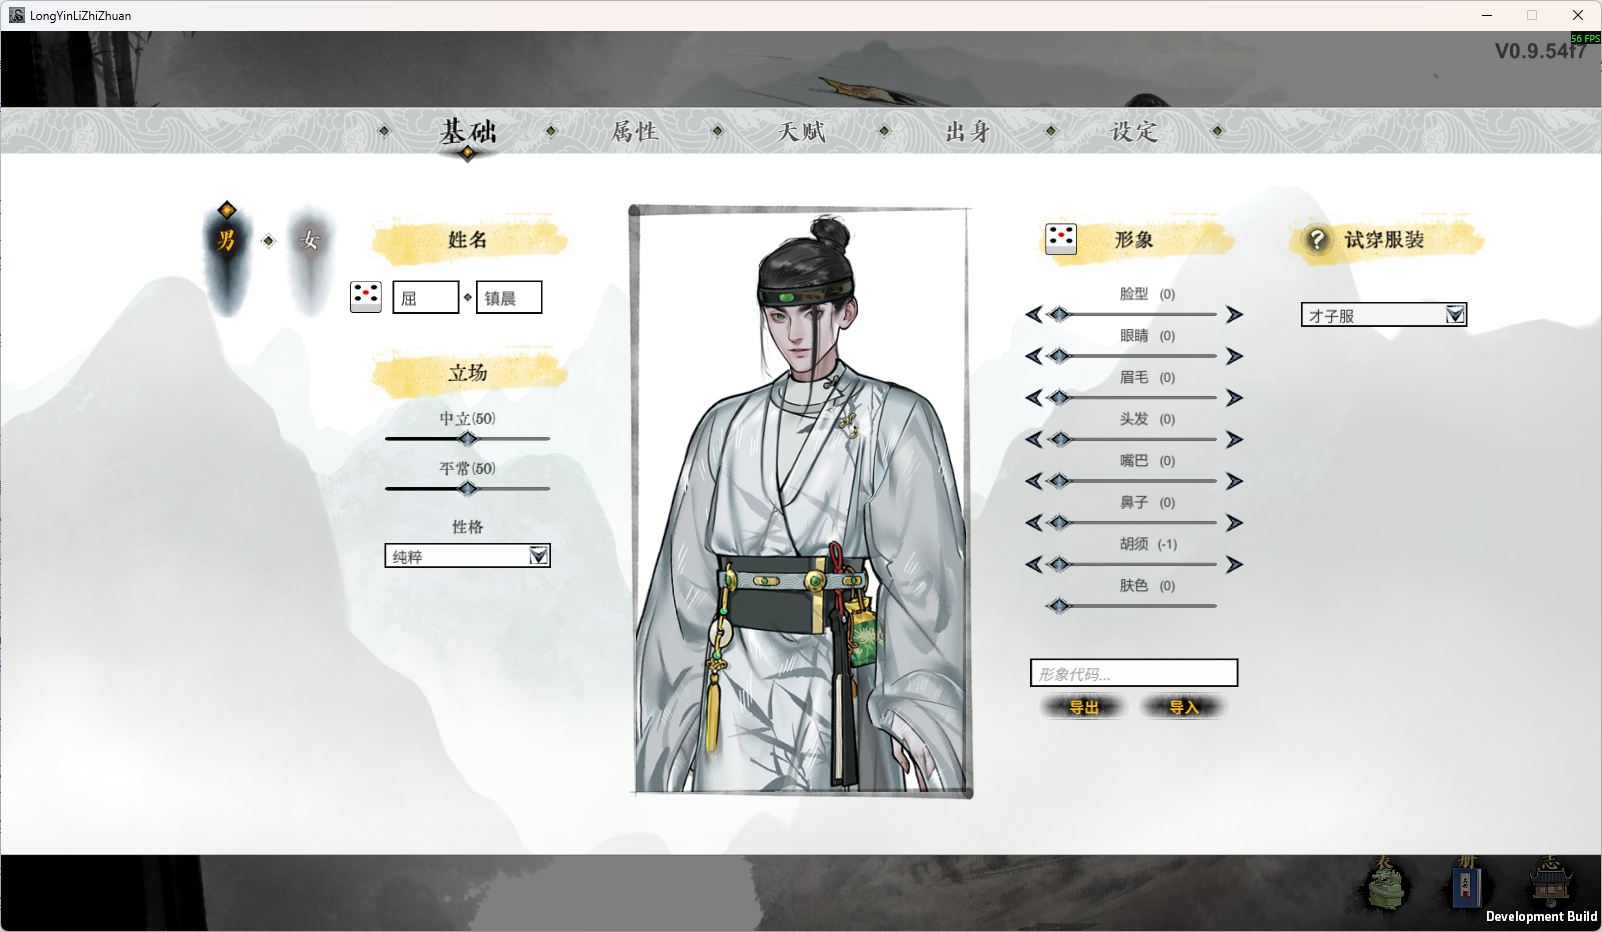 LongYinLiZhiZhuan
56 FPS
V0.9.54f7
基础
属性
天赋
出身
设定
男
女
姓名
屈
镇晨
立场
中立(50)
平常(50)
性格
纯粹
形象
脸型 (0)
眼睛 (0)
眉毛 (0)
头发 (0)
嘴巴 (0)
鼻子 (0)
胡须 (-1)
肤色 (0)
形象代码...
导出
导入
?
试穿服装
才子服
Development Build